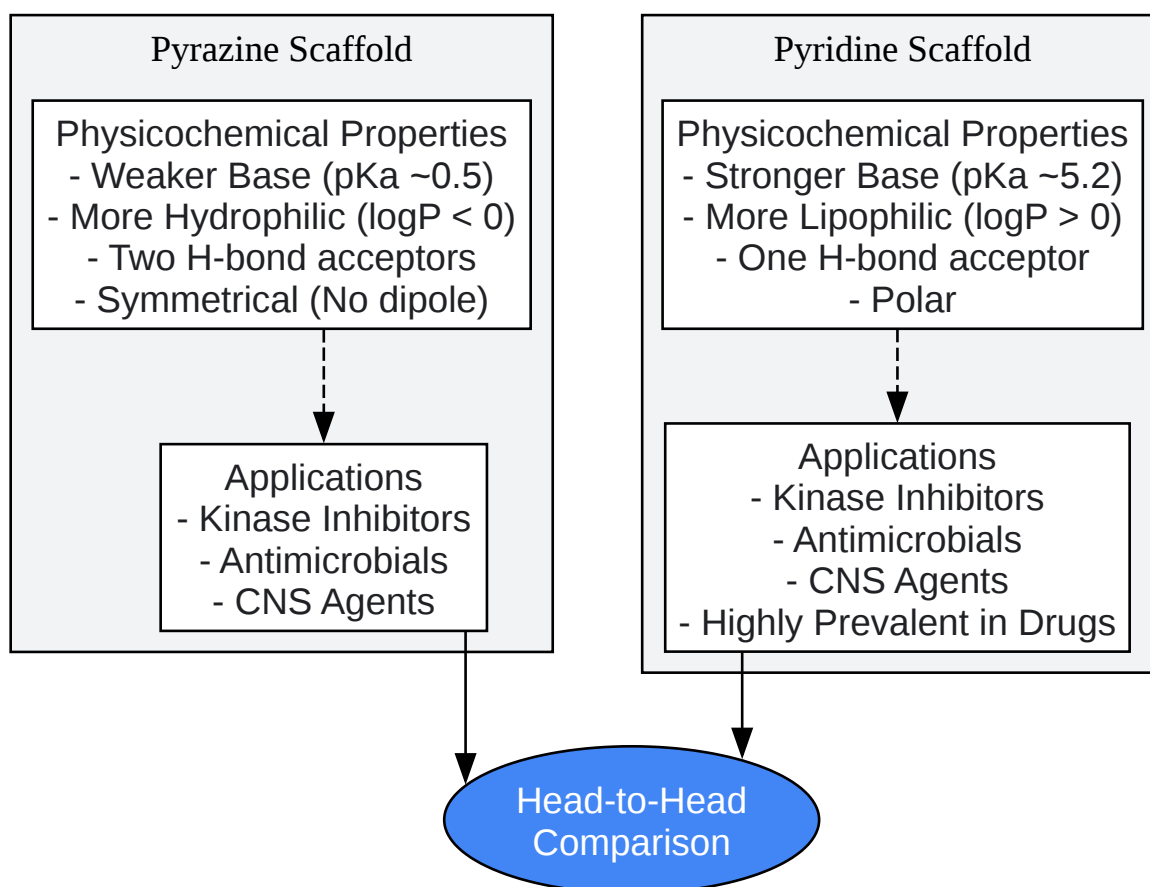 Pyrazine Scaffold
Physicochemical Properties
- Weaker Base (pKa ~0.5)
- More Hydrophilic (logP < 0)
- Two H-bond acceptors
- Symmetrical (No dipole)
Applications
- Kinase Inhibitors
- Antimicrobials
- CNS Agents
Pyridine Scaffold
Physicochemical Properties
- Stronger Base (pKa ~5.2)
- More Lipophilic (logP > 0)
- One H-bond acceptor
- Polar
Applications
- Kinase Inhibitors
- Antimicrobials
- CNS Agents
- Highly Prevalent in Drugs
Head-to-Head
Comparison